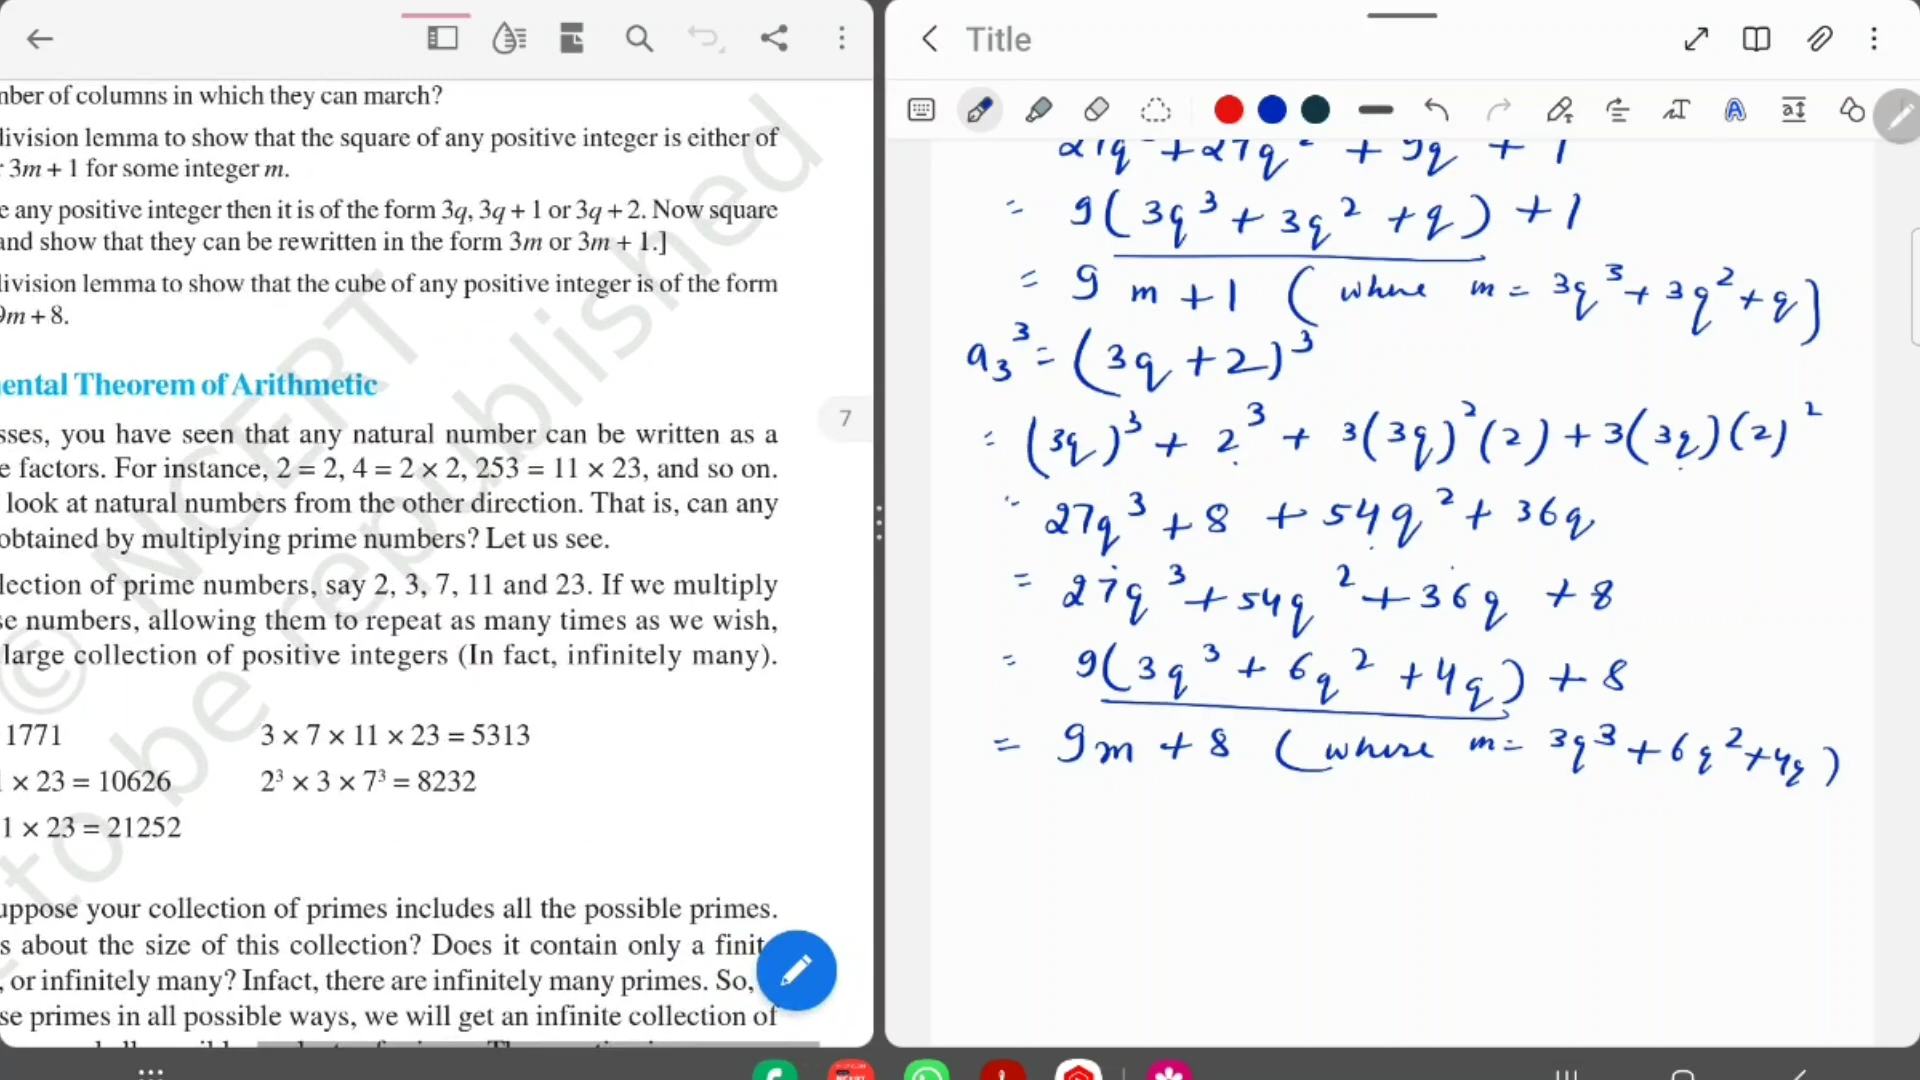 nber of columns in which they can march?
livision lemma to show that the square of any positive integer is either of
3m + 1 for some integer m.
e any positive integer then it is of the form 3q, 3q + 1 or 3q + 2. Now square
and show that they can be rewritten in the form 3m or 3m + 1.]
livision lemma to show that the cube of any positive integer is of the form
9m + 8.
ental Theorem of Arithmetic
sses, you have seen that any natural number can be written as a
e factors. For instance, 2 = 2, 4 = 2 × 2, 253 = 11 × 23, and so on.
look at natural numbers from the other direction. That is, can any
obtained by multiplying prime numbers? Let us see.
llection of prime numbers, say 2, 3, 7, 11 and 23. If we multiply
se numbers, allowing them to repeat as many times as we wish,
large collection of positive integers (In fact, infinitely many).
1771 3 × 7 × 11 × 23 = 5313
× 23 = 10626 2³ × 3 × 7³ = 8232
1 × 23 = 21252
uppose your collection of primes includes all the possible primes.
s about the size of this collection? Does it contain only a finit
, or infinitely many? Infact, there are infinitely many primes. So,
se primes in all possible ways, we will get an infinite collection of
© NCERT
to be republished
7
Title
27q³ + 27q² + 9q + 1
= 9(3q³ + 3q² + q) + 1
= 9 m + 1 ( where m = 3q³ + 3q² + q)
a₃³ = (3q + 2)³
= (3q)³ + 2³ + 3(3q)²(2) + 3(3q)(2)²
= 27q³ + 8 + 54q² + 36q
= 27q³ + 54q² + 36q + 8
= 9(3q³ + 6q² + 4q) + 8
= 9m + 8 (where m = 3q³ + 6q² + 4q)